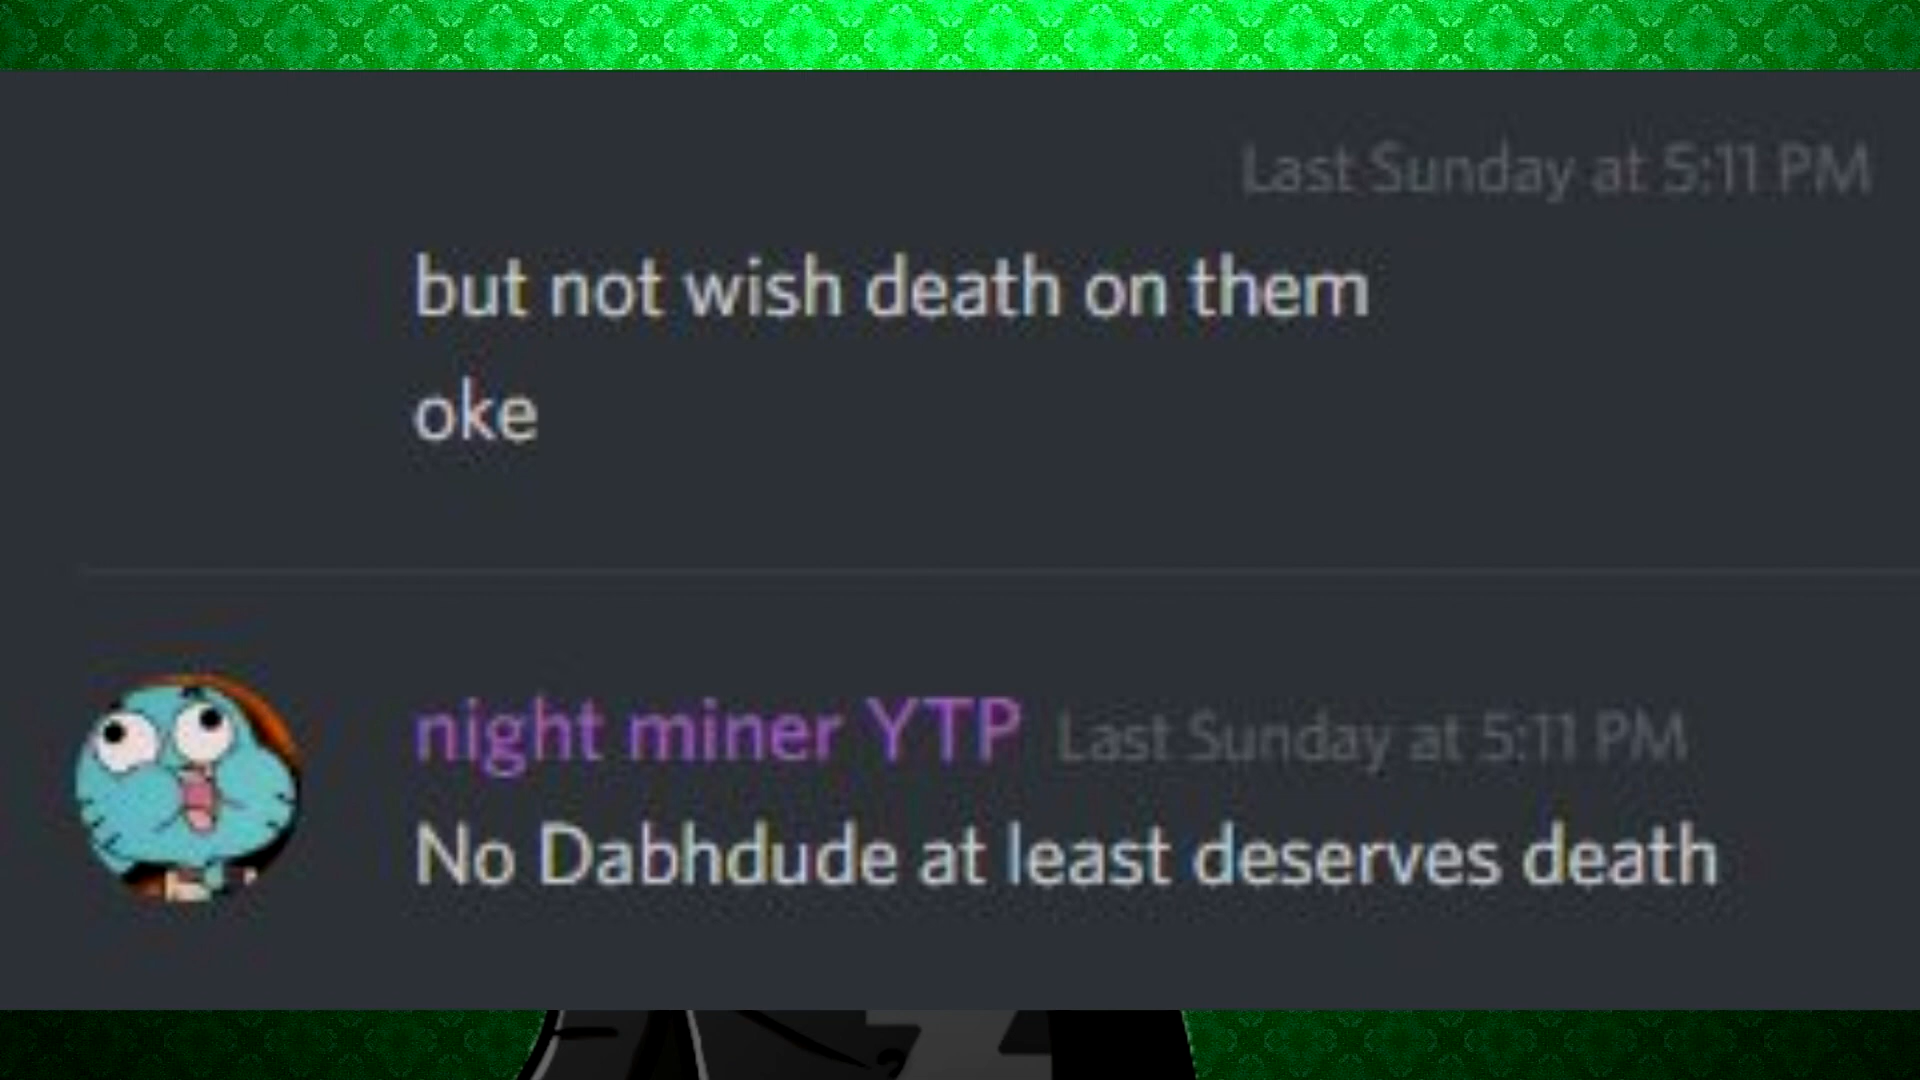 Last Sunday at 5:11 PM
but not wish death on them
oke
night miner YTP Last Sunday at 5:11 PM
No Dabhdude at least deserves death